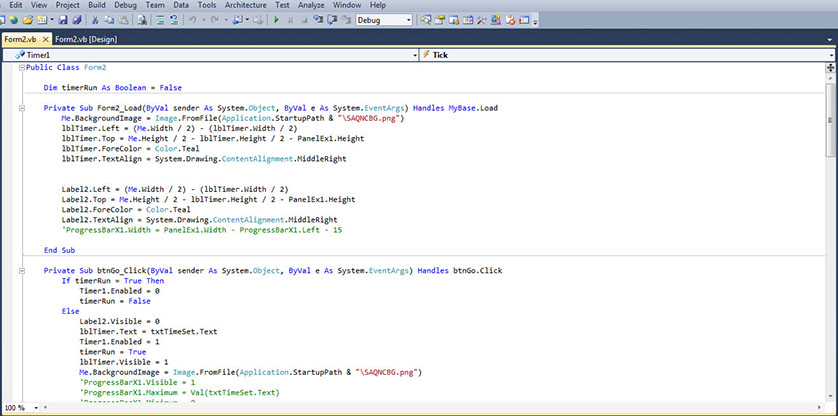 Edit View Project Build Debug Team Data Tools Architecture Test Analyze Window Help
Debug
Form2.vb Form2.vb [Design]
Timer1 Tick
Public Class Form2
Dim timerRun As Boolean = False
Private Sub Form2_Load(ByVal sender As System.Object, ByVal e As System.EventArgs) Handles MyBase.Load
Me.BackgroundImage = Image.FromFile(Application.StartupPath & "\SAQNCBG.png")
lblTimer.Left = (Me.Width / 2) - (lblTimer.Width / 2)
lblTimer.Top = Me.Height / 2 - lblTimer.Height / 2 - PanelEx1.Height
lblTimer.ForeColor = Color.Teal
lblTimer.TextAlign = System.Drawing.ContentAlignment.MiddleRight
Label2.Left = (Me.Width / 2) - (lblTimer.Width / 2)
Label2.Top = Me.Height / 2 - lblTimer.Height / 2 - PanelEx1.Height
Label2.ForeColor = Color.Teal
Label2.TextAlign = System.Drawing.ContentAlignment.MiddleRight
'ProgressBarX1.Width = PanelEx1.Width - ProgressBarX1.Left - 15
End Sub
Private Sub btnGo_Click(ByVal sender As System.Object, ByVal e As System.EventArgs) Handles btnGo.Click
If timerRun = True Then
Timer1.Enabled = 0
timerRun = False
Else
Label2.Visible = 0
lblTimer.Text = txtTimeSet.Text
Timer1.Enabled = 1
timerRun = True
lblTimer.Visible = 1
Me.BackgroundImage = Image.FromFile(Application.StartupPath & "\SAQNCBG.png")
'ProgressBarX1.Visible = 1
'ProgressBarX1.Maximum = Val(txtTimeSet.Text)
'ProgressBarX1.Minimum = 0
100 %